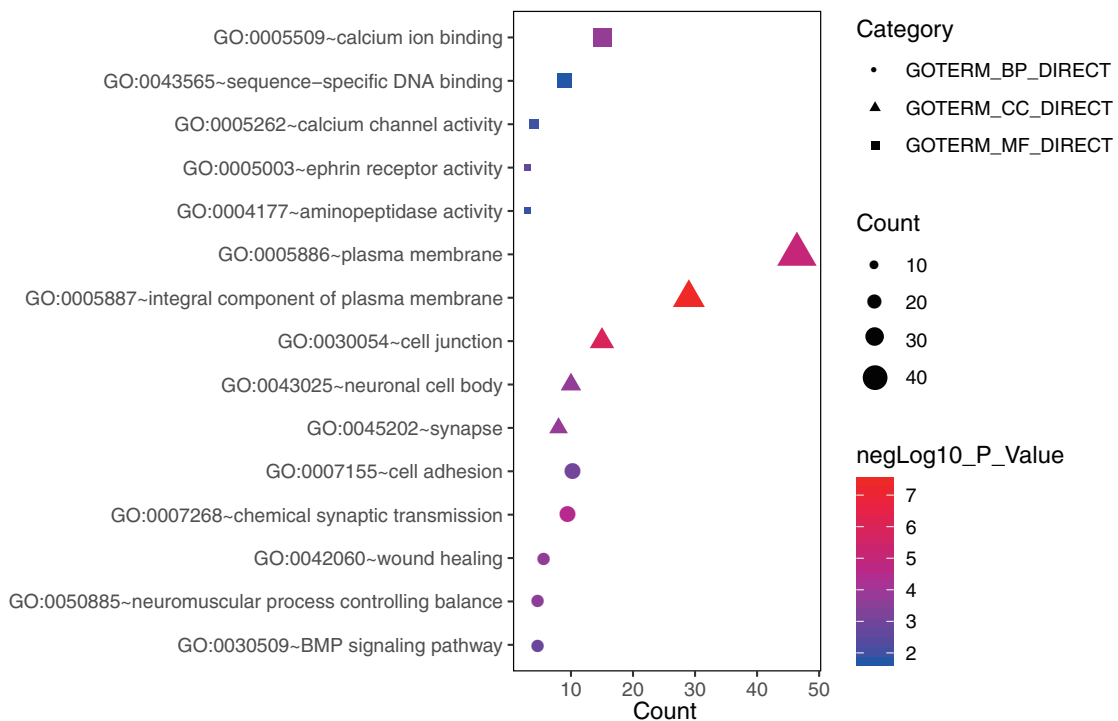 GO:0005509~calcium ion binding
GO:0043565~sequence−specific DNA binding
GO:0005262~calcium channel activity
GO:0005003~ephrin receptor activity
GO:0004177~aminopeptidase activity
GO:0005886~plasma membrane
GO:0005887~integral component of plasma membrane
GO:0030054~cell junction
GO:0043025~neuronal cell body
GO:0045202~synapse
GO:0007155~cell adhesion
GO:0007268~chemical synaptic transmission
GO:0042060~wound healing
GO:0050885~neuromuscular process controlling balance
GO:0030509~BMP signaling pathway
10 20 30 40 50
Count
Category
GOTERM_BP_DIRECT
GOTERM_CC_DIRECT
GOTERM_MF_DIRECT
Count
10
20
30
40
negLog10_P_Value
7
6
5
4
3
2